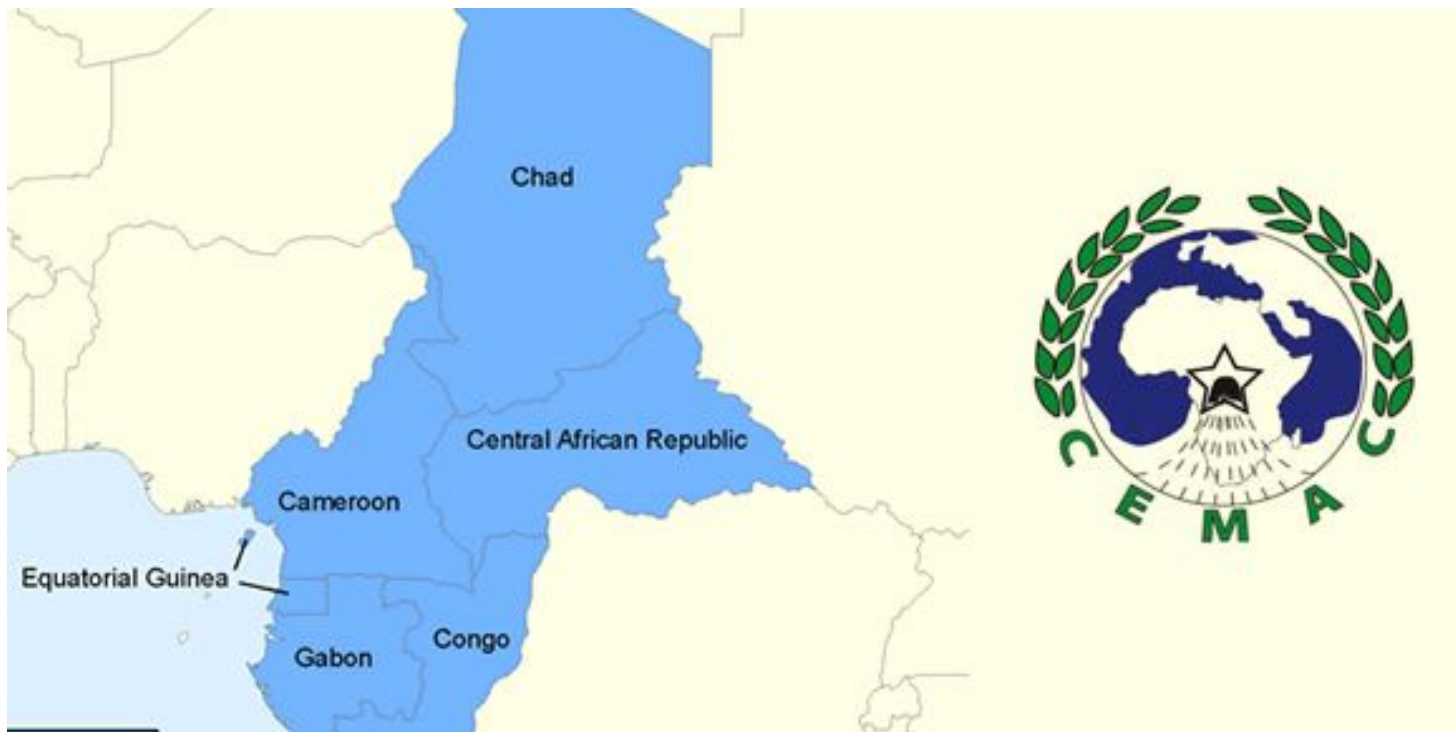 Chad
Central African Republic
Cameroon
Equatorial Guinea
Congo
Gabon
CEMAC